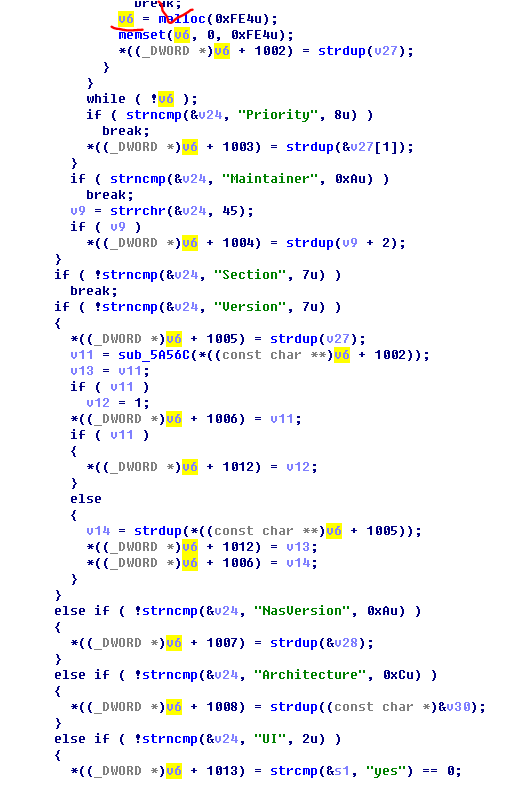 break;
v6 = malloc(0xFE4u);
memset(v6, 0, 0xFE4u);
*((_DWORD *)v6 + 1002) = strdup(v27);
}
}
while ( !v6 );
if ( strncmp(&v24, "Priority", 8u) )
break;
*((_DWORD *)v6 + 1003) = strdup(&v27[1]);
}
if ( strncmp(&v24, "Maintainer", 0xAu) )
break;
v9 = strrchr(&v24, 45);
if ( v9 )
*((_DWORD *)v6 + 1004) = strdup(v9 + 2);
}
if ( !strncmp(&v24, "Section", 7u) )
break;
if ( !strncmp(&v24, "Version", 7u) )
{
*((_DWORD *)v6 + 1005) = strdup(v27);
v11 = sub_5A56C(*((const char **)v6 + 1002));
v13 = v11;
if ( v11 )
v12 = 1;
*((_DWORD *)v6 + 1006) = v11;
if ( v11 )
{
*((_DWORD *)v6 + 1012) = v12;
}
else
{
v14 = strdup(*((const char **)v6 + 1005));
*((_DWORD *)v6 + 1012) = v13;
*((_DWORD *)v6 + 1006) = v14;
}
}
else if ( !strncmp(&v24, "NasVersion", 0xAu) )
{
*((_DWORD *)v6 + 1007) = strdup(&v28);
}
else if ( !strncmp(&v24, "Architecture", 0xCu) )
{
*((_DWORD *)v6 + 1008) = strdup((const char *)&v30);
}
else if ( !strncmp(&v24, "UI", 2u) )
{
*((_DWORD *)v6 + 1013) = strcmp(&s1, "yes") == 0;